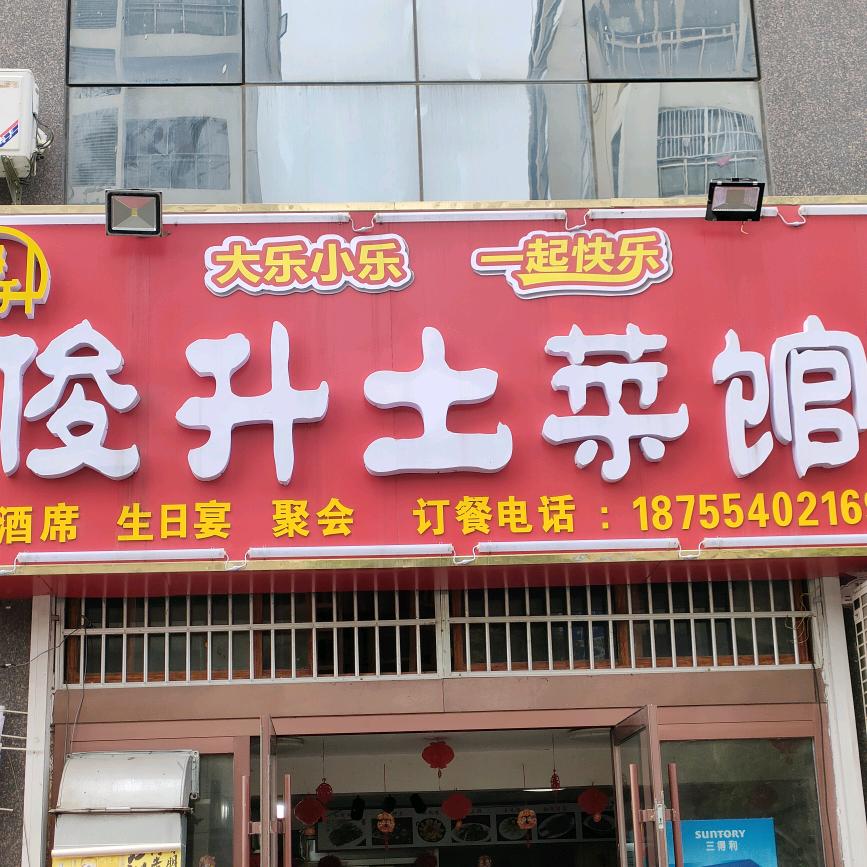 大乐小乐 一起快乐
俊升土菜馆
酒席 生日宴 聚会 订餐电话：1875540216
SUNTORY
三得利